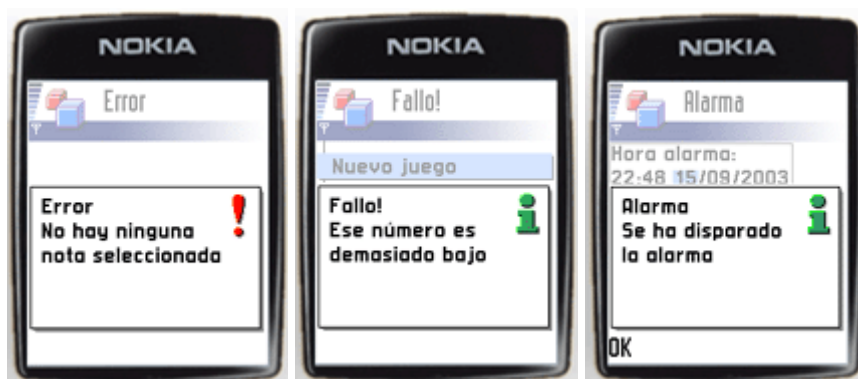 NOKIA
Error
Error
No hay ninguna
nota seleccionada
NOKIA
Fallo!
Nuevo juego
Fallo!
Ese número es
demasiado bajo
NOKIA
Alarma
Hora alarma:
22:48 15/09/2003
Alarma
Se ha disparado
la alarma
OK